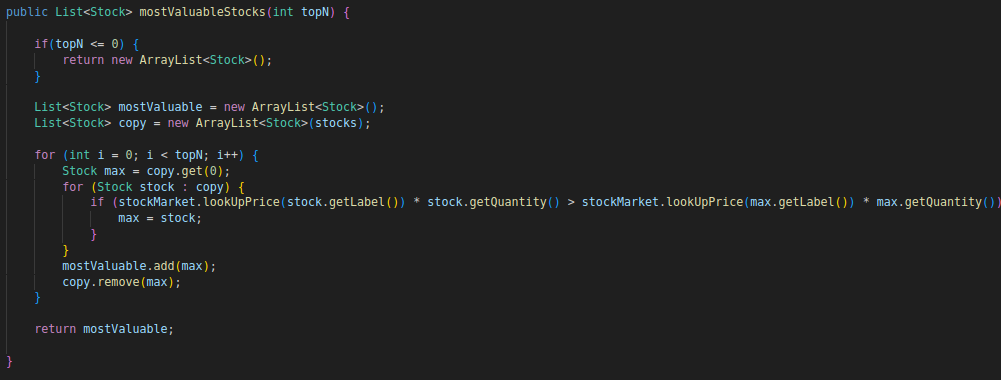 public List<Stock> mostValuableStocks(int topN) {
if(topN <= 0) {
return new ArrayList<Stock>();
}
List<Stock> mostValuable = new ArrayList<Stock>();
List<Stock> copy = new ArrayList<Stock>(stocks);
for (int i = 0; i < topN; i++) {
Stock max = copy.get(0);
for (Stock stock : copy) {
if (stockMarket.lookUpPrice(stock.getLabel()) * stock.getQuantity() > stockMarket.lookUpPrice(max.getLabel()) * max.getQuantity())
max = stock;
}
}
mostValuable.add(max);
copy.remove(max);
}
return mostValuable;
}